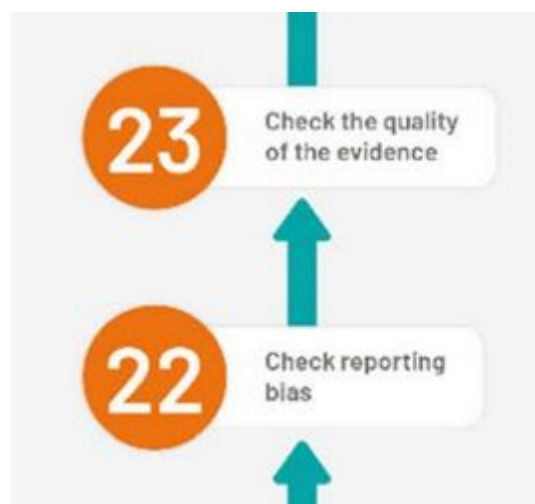 23
Check the quality
of the evidence
22
Check reporting
bias